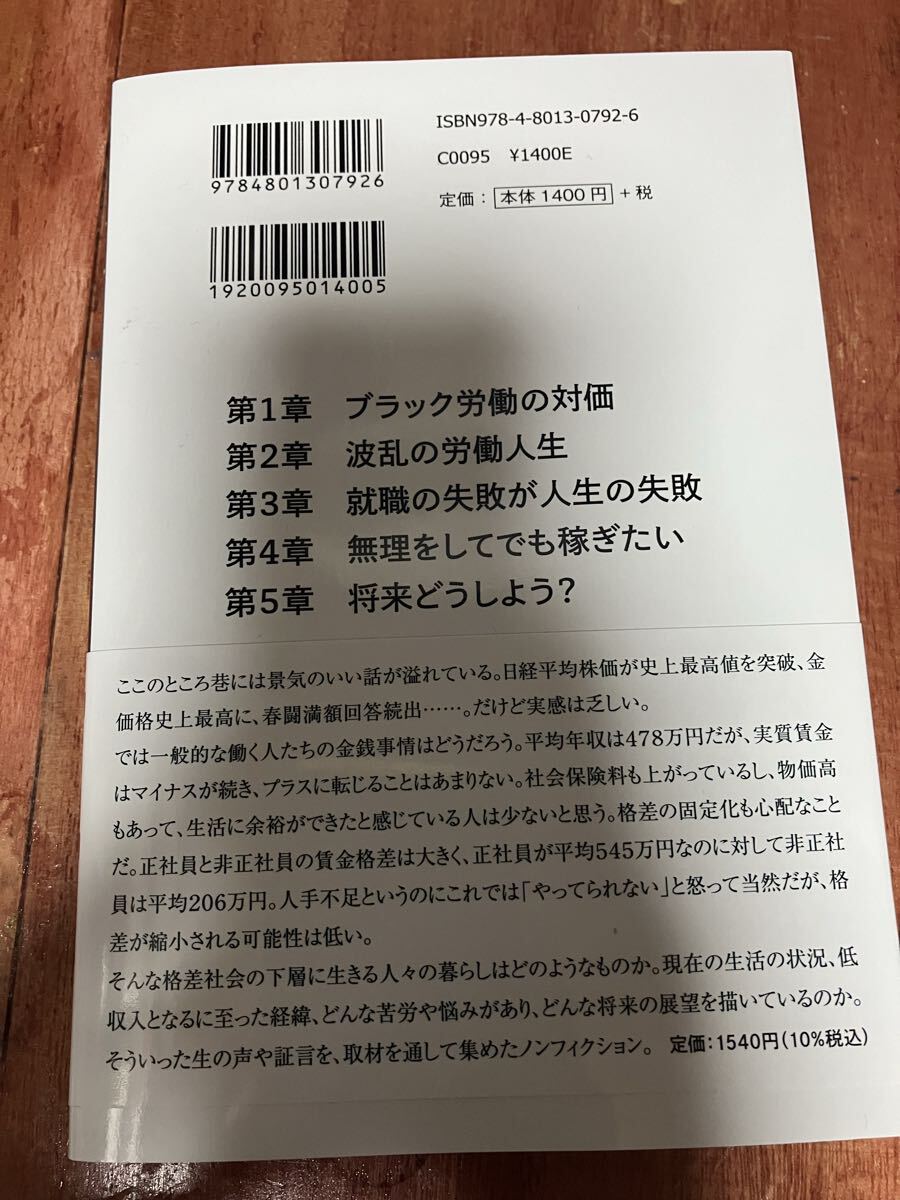 ISBN978-4-8013-0792-6
9784801307926
C0095 ¥1400E
定価：本体1400円＋税
1920095014005
第1章 ブラック労働の対価
第2章 波乱の労働人生
第3章 就職の失敗が人生の失敗
第4章 無理をしてでも稼ぎたい
第5章 将来どうしよう？
ここのところ巷には景気のいい話が溢れている。日経平均株価が史上最高値を突破、金
価格史上最高に、春闘満額回答続出……。だけど実感は乏しい。
では一般的な働く人たちの金銭事情はどうだろう。平均年収は478万円だが、実質賃金
はマイナスが続き、プラスに転じることはあまりない。社会保険料も上がっているし、物価高
もあって、生活に余裕ができたと感じている人は少ないと思う。格差の固定化も心配なこと
だ。正社員と非正社員の賃金格差は大きく、正社員が平均545万円なのに対して非正社
員は平均206万円。人手不足というのにこれでは「やってられない」と怒って当然だが、格
差が縮小される可能性は低い。
そんな格差社会の下層に生きる人々の暮らしはどのようなものか。現在の生活の状況、低
収入となるに至った経緯、どんな苦労や悩みがあり、どんな将来の展望を描いているのか。
そういった生の声や証言を、取材を通して集めたノンフィクション。 定価：1540円（10%税込）